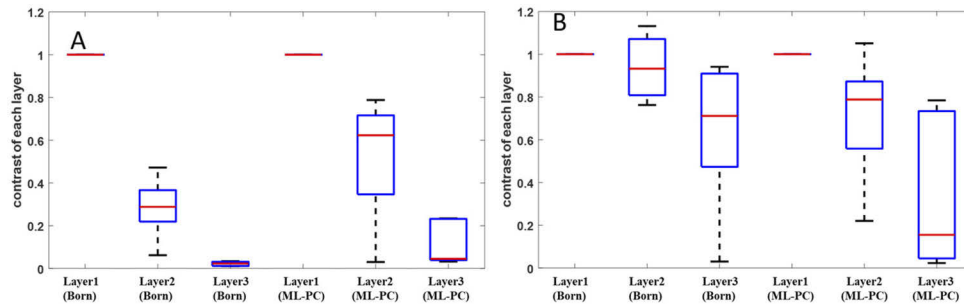 A
contrast of each layer
1.2
1
0.8
0.6
0.4
0.2
0
Layer1 Layer2 Layer3 Layer1 Layer2 Layer3
(Born) (Born) (Born) (ML-PC) (ML-PC) (ML-PC)
B
contrast of each layer
1.2
1
0.8
0.6
0.4
0.2
0
Layer1 Layer2 Layer3 Layer1 Layer2 Layer3
(Born) (Born) (Born) (ML-PC) (ML-PC) (ML-PC)